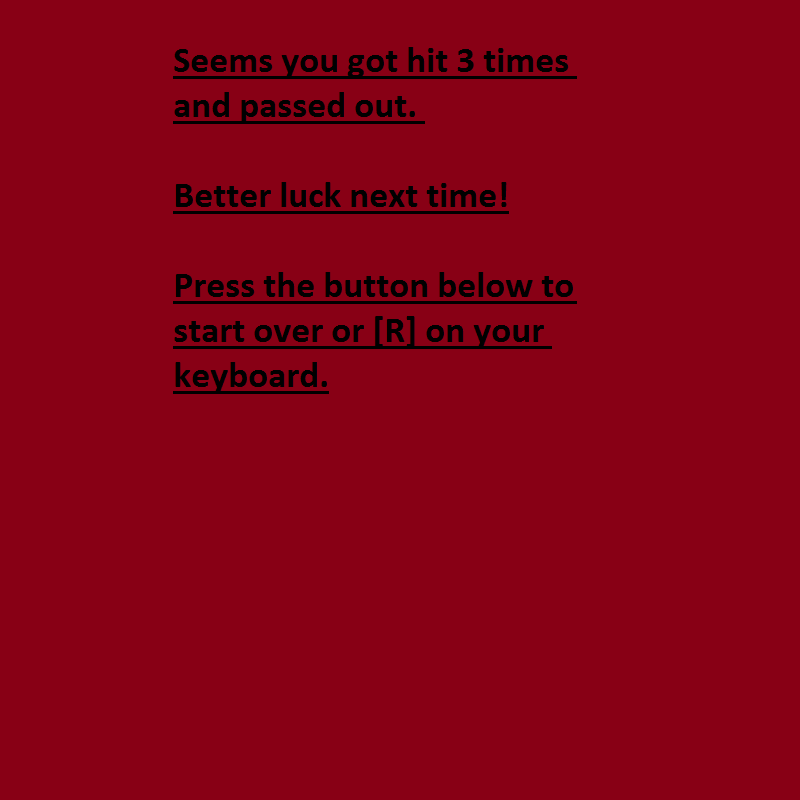 Seems you got hit 3 times
and passed out.
Better luck next time!
Press the button below to
start over or [R] on your
keyboard.